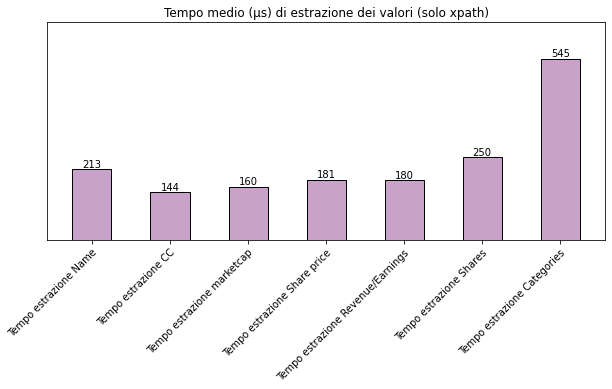 Tempo medio (μs) di estrazione dei valori (solo xpath)
213
144
160
181
180
250
545
Tempo estrazione Name
Tempo estrazione CC
Tempo estrazione marketcap
Tempo estrazione Share price
Tempo estrazione Revenue/Earnings
Tempo estrazione Shares
Tempo estrazione Categories